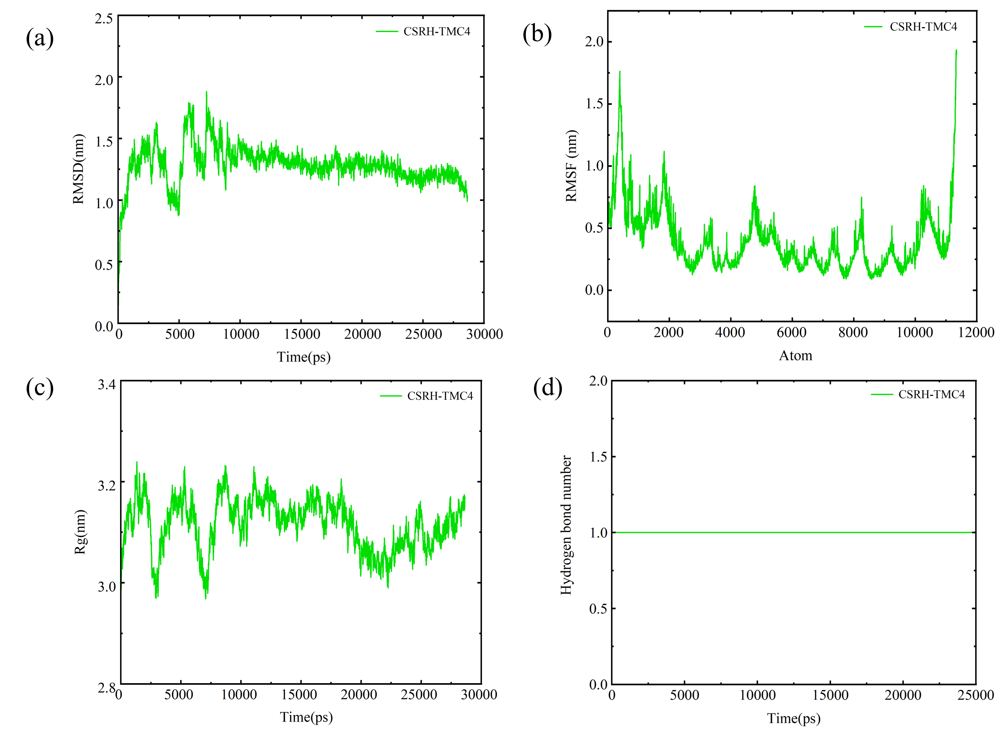 (a)
2.5
2.0
1.5
1.0
0.5
0.0
RMSD(nm)
CSRH-TMC4
0 5000 10000 15000 20000 25000 30000
Time(ps)
(b)
2.0
1.5
1.0
0.5
0.0
RMSF (nm)
CSRH-TMC4
0 2000 4000 6000 8000 10000 12000
Atom
(c)
3.4
3.2
3.0
2.8
Rg(nm)
CSRH-TMC4
0 5000 10000 15000 20000 25000 30000
Time(ps)
(d)
2.0
1.5
1.0
0.5
0.0
Hydrogen bond number
CSRH-TMC4
0 5000 10000 15000 20000 25000
Time(ps)